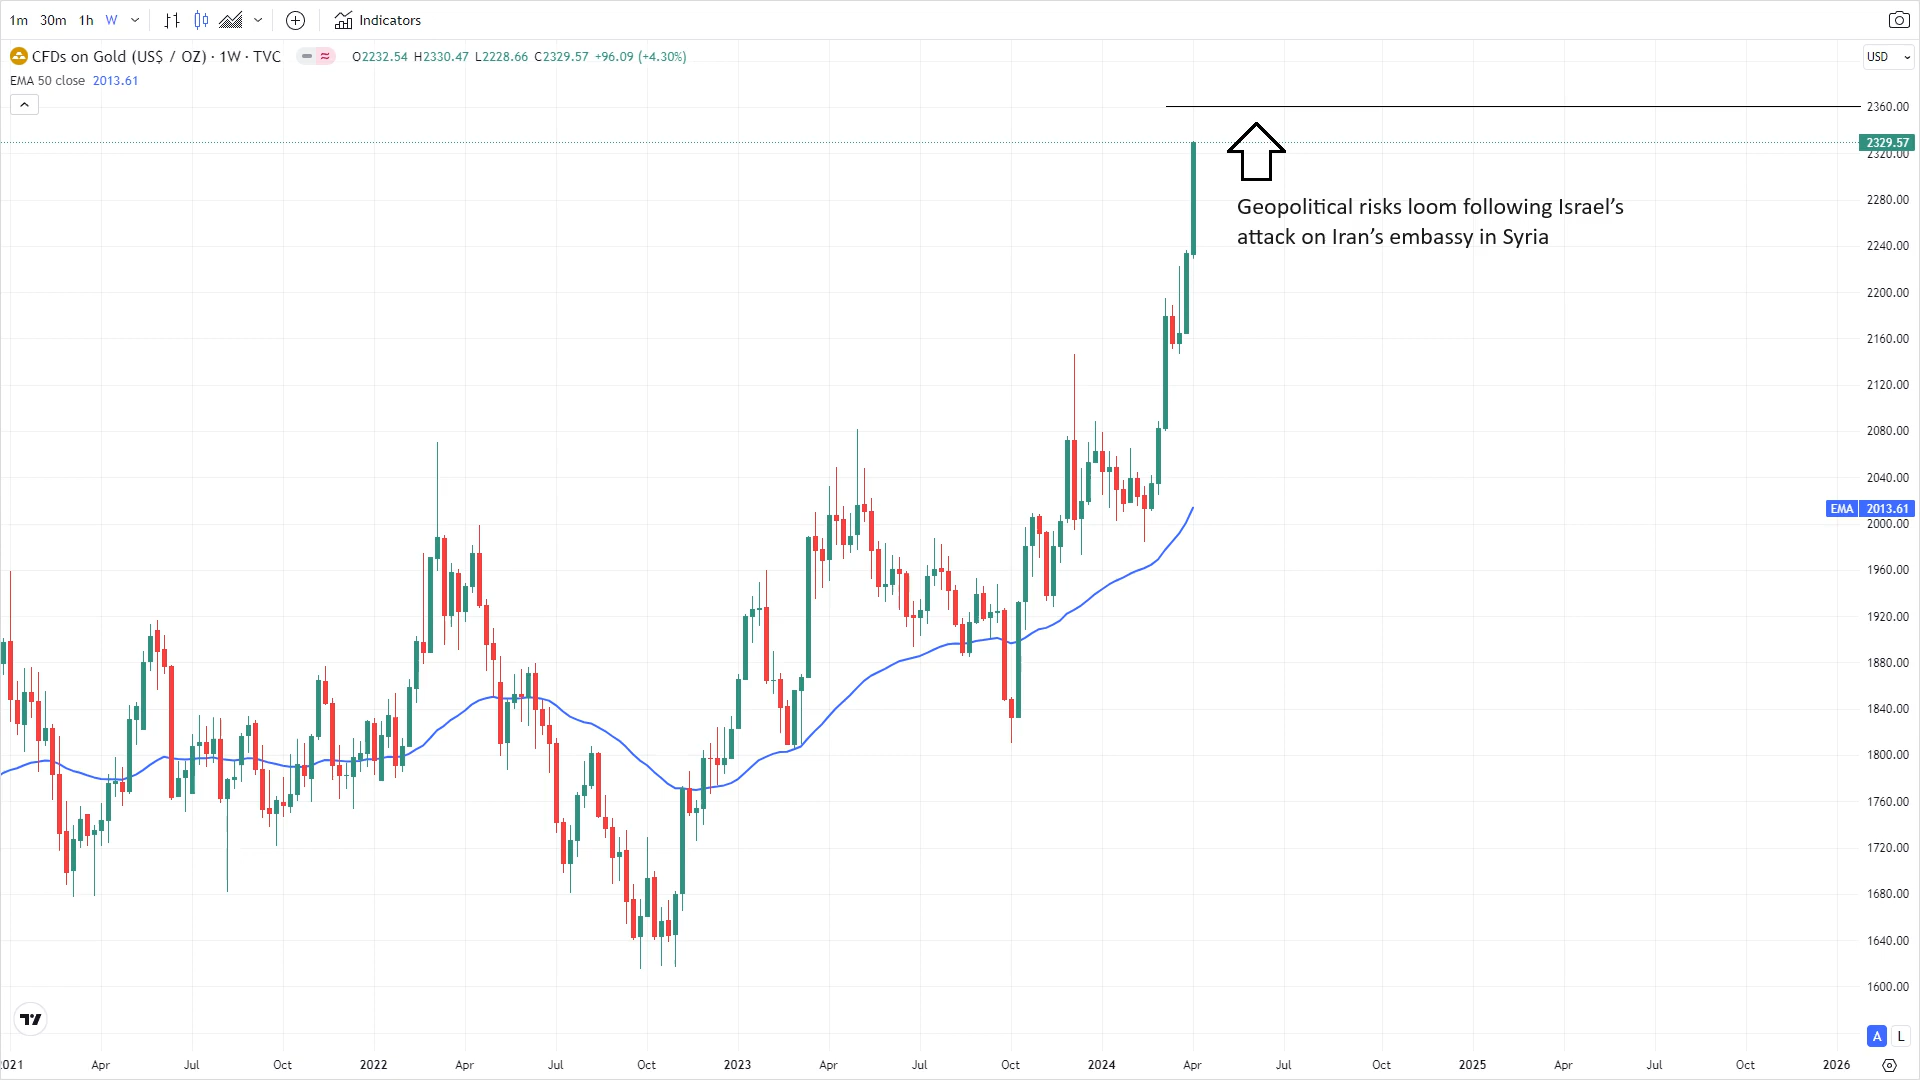 1m 30m 1h W Indicators
CFDs on Gold (US$ / OZ) · 1W · TVC O2232.54 H2330.47 L2228.66 C2329.57 +96.09 (+4.30%) USD
EMA 50 close 2013.61
2360.00
2329.57
2320.00
Geopolitical risks loom following Israel’s
attack on Iran’s embassy in Syria
2280.00
2240.00
2200.00
2160.00
2120.00
2080.00
2040.00
EMA 2013.61
2000.00
1960.00
1920.00
1880.00
1840.00
1800.00
1760.00
1720.00
1680.00
1640.00
1600.00
A L
2021 Apr Jul Oct 2022 Apr Jul Oct 2023 Apr Jul Oct 2024 Apr Jul Oct 2025 Apr Jul Oct 2026